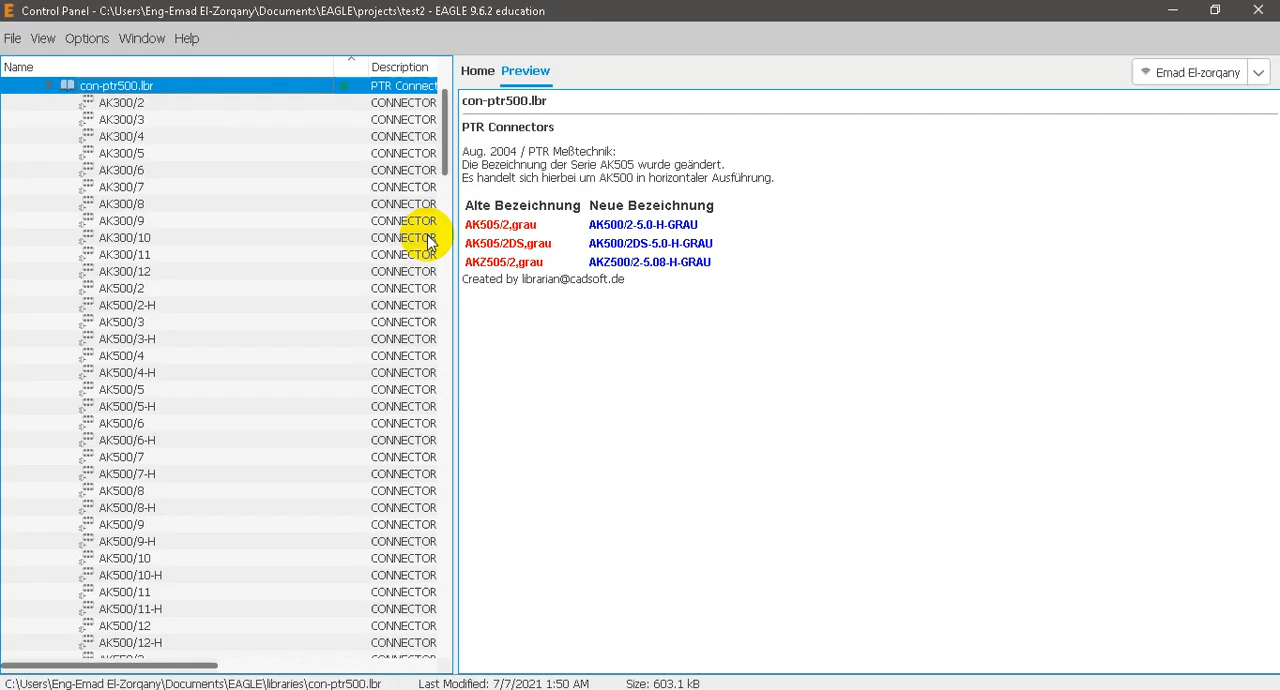 Control Panel - C:\Users\Eng-Emad El-Zorgany\Documents\EAGLE\projects\test2 - EAGLE 9.6.2 education
File View Options Window Help
Name Description
con-ptr500.lbr PTR Connect
AK300/2 CONNECTOR
AK300/3 CONNECTOR
AK300/4 CONNECTOR
AK300/5 CONNECTOR
AK300/6 CONNECTOR
AK300/7 CONNECTOR
AK300/8 CONNECTOR
AK300/9 CONNECTOR
AK300/10 CONNECTOR
AK300/11 CONNECTOR
AK300/12 CONNECTOR
AK500/2 CONNECTOR
AK500/2-H CONNECTOR
AK500/3 CONNECTOR
AK500/3-H CONNECTOR
AK500/4 CONNECTOR
AK500/4-H CONNECTOR
AK500/5 CONNECTOR
AK500/5-H CONNECTOR
AK500/6 CONNECTOR
AK500/6-H CONNECTOR
AK500/7 CONNECTOR
AK500/7-H CONNECTOR
AK500/8 CONNECTOR
AK500/8-H CONNECTOR
AK500/9 CONNECTOR
AK500/9-H CONNECTOR
AK500/10 CONNECTOR
AK500/10-H CONNECTOR
AK500/11 CONNECTOR
AK500/11-H CONNECTOR
AK500/12 CONNECTOR
AK500/12-H CONNECTOR
Home Preview
Emad El-zorqany
con-ptr500.lbr
PTR Connectors
Aug. 2004 / PTR Meßtechnik:
Die Bezeichnung der Serie AK505 wurde geändert.
Es handelt sich hierbei um AK500 in horizontaler Ausführung.
Alte Bezeichnung Neue Bezeichnung
AK505/2,grau AK500/2-5.0-H-GRAU
AK505/2DS,grau AK500/2DS-5.0-H-GRAU
AKZ505/2,grau AKZ500/2-5.08-H-GRAU
Created by librarian@cadsoft.de
C:\Users\Eng-Emad El-Zorgany\Documents\EAGLE\libraries\con-ptr500.lbr Last Modified: 7/7/2021 1:50 AM Size: 603.1 kB